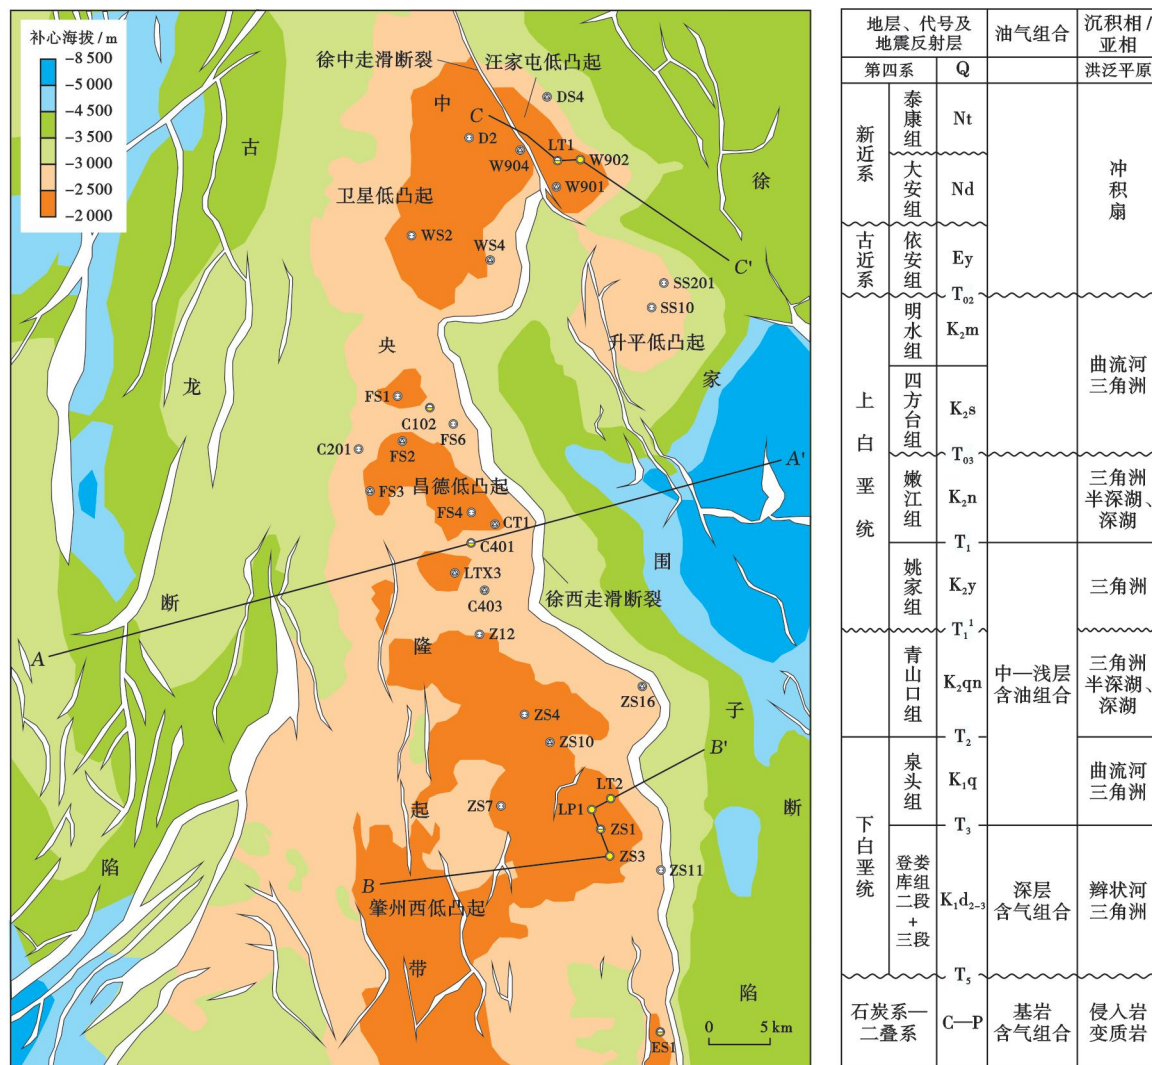 补心海拔/m
-8 500
-5 000
-4 500
-3 500
-3 000
-2 500
-2 000
徐中走滑断裂
汪家屯低凸起
中
古
C
DS4
D2
LT1
W902
W904
徐
W901
卫星低凸起
WS2
WS4
C'
SS201
SS10
升平低凸起
央
龙
家
FS1
C102
FS6
C201
FS2
A'
FS3
昌德低凸起
FS4
CT1
C401
围
LTX3
徐西走滑断裂
断
C403
Z12
A
隆
ZS16
子
ZS4
ZS10
B'
LT2
ZS7
LP1
起
断
ZS1
ZS3
陷
ZS11
B
肇州西低凸起
带
陷
0 5 km
ES1
地层、代号及
地震反射层
油气组合
沉积相/
亚相
第四系
Q
洪泛平原
新近系
泰康组
Nt
大安组
Nd
冲积扇
古近系
依安组
Ey
T₀₂
上白垩统
明水组
K₂m
曲流河
三角洲
四方台组
K₂s
T₀₃
嫩江组
K₂n
三角洲
半深湖、
深湖
T₁
姚家组
K₂y
三角洲
T₁¹
青山口组
K₂qn
中—浅层
含油组合
三角洲
半深湖、
深湖
T₂
下白垩统
泉头组
K₁q
曲流河
三角洲
T₃
登娄
库组
二段
+
三段
K₁d₂₋₃
深层
含气组合
辫状河
三角洲
T₅
石炭系—
二叠系
C—P
基岩
含气组合
侵入岩
变质岩